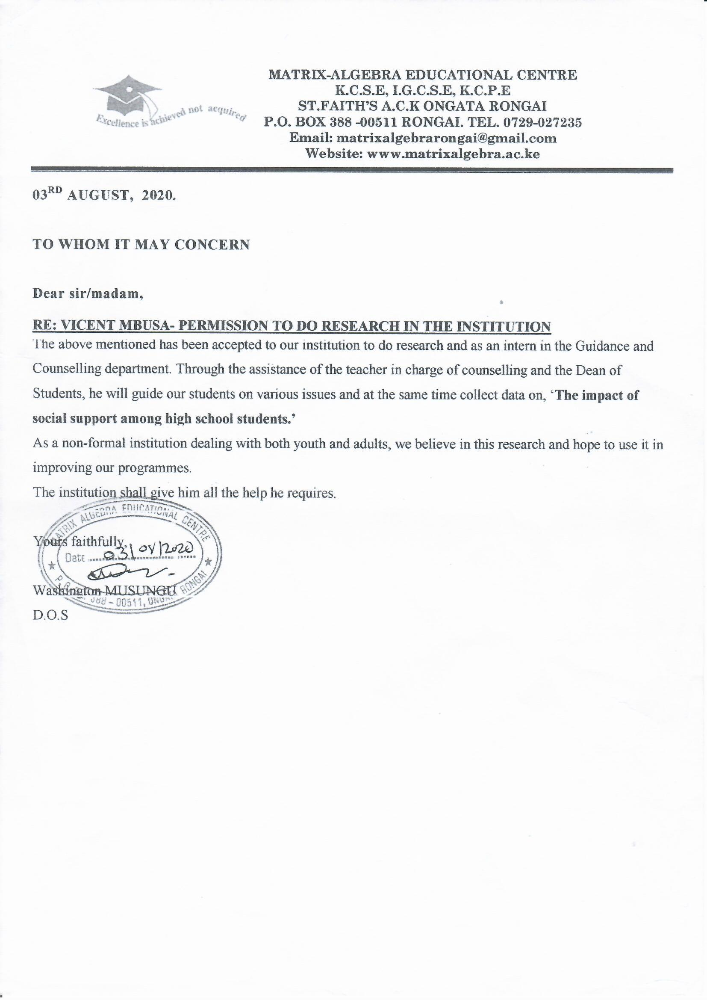 MATRIX-ALGEBRA EDUCATIONAL CENTRE
K.C.S.E, I.G.C.S.E, K.C.P.E
ST.FAITH'S A.C.K ONGATA RONGAI
P.O. BOX 388 -00511 RONGAI. TEL. 0729-027235
Email: matrixalgebrarongai@gmail.com
Website: www.matrixalgebra.ac.ke
Excellence is achieved not acquired
03RD AUGUST, 2020.
TO WHOM IT MAY CONCERN
Dear sir/madam,
RE: VICENT MBUSA- PERMISSION TO DO RESEARCH IN THE INSTITUTION
The above mentioned has been accepted to our institution to do research and as an intern in the Guidance and
Counselling department. Through the assistance of the teacher in charge of counselling and the Dean of
Students, he will guide our students on various issues and at the same time collect data on, ‘The impact of
social support among high school students.’
As a non-formal institution dealing with both youth and adults, we believe in this research and hope to use it in
improving our programmes.
The institution shall give him all the help he requires.
MATRIX ALGEBRA EDUCATIONAL CENTRE
Yours faithfully,
Date 03/08/2020
Washington MUSUNGU
388 - 00511, RONGAI
D.O.S